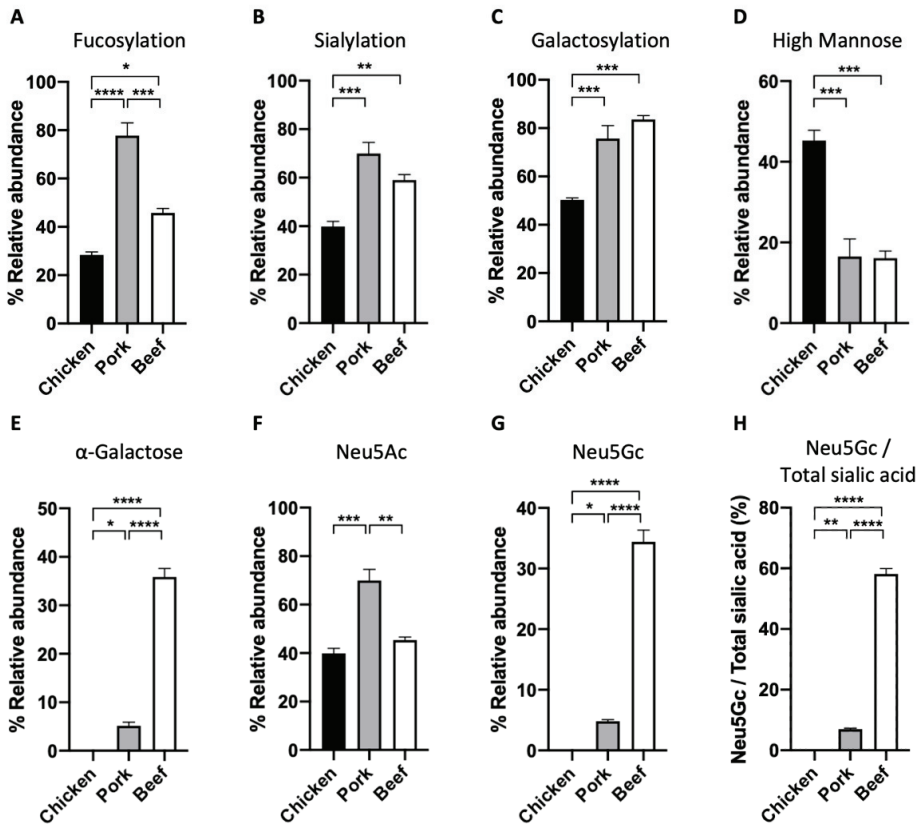 A
Fucosylation
% Relative abundance
100
80
60
40
20
0
*
**** ***
Chicken
Pork
Beef
B
Sialylation
% Relative abundance
100
80
60
40
20
0
**
***
Chicken
Pork
Beef
C
Galactosylation
% Relative abundance
100
80
60
40
20
0
***
***
Chicken
Pork
Beef
D
High Mannose
% Relative abundance
60
40
20
0
***
***
Chicken
Pork
Beef
E
α-Galactose
% Relative abundance
50
40
30
20
10
0
****
* ****
Chicken
Pork
Beef
F
Neu5Ac
% Relative abundance
100
80
60
40
20
0
*** **
Chicken
Pork
Beef
G
Neu5Gc
% Relative abundance
40
30
20
10
0
****
* ****
Chicken
Pork
Beef
H
Neu5Gc /
Total sialic acid
Neu5Gc / Total sialic acid (%)
80
60
40
20
0
****
** ****
Chicken
Pork
Beef